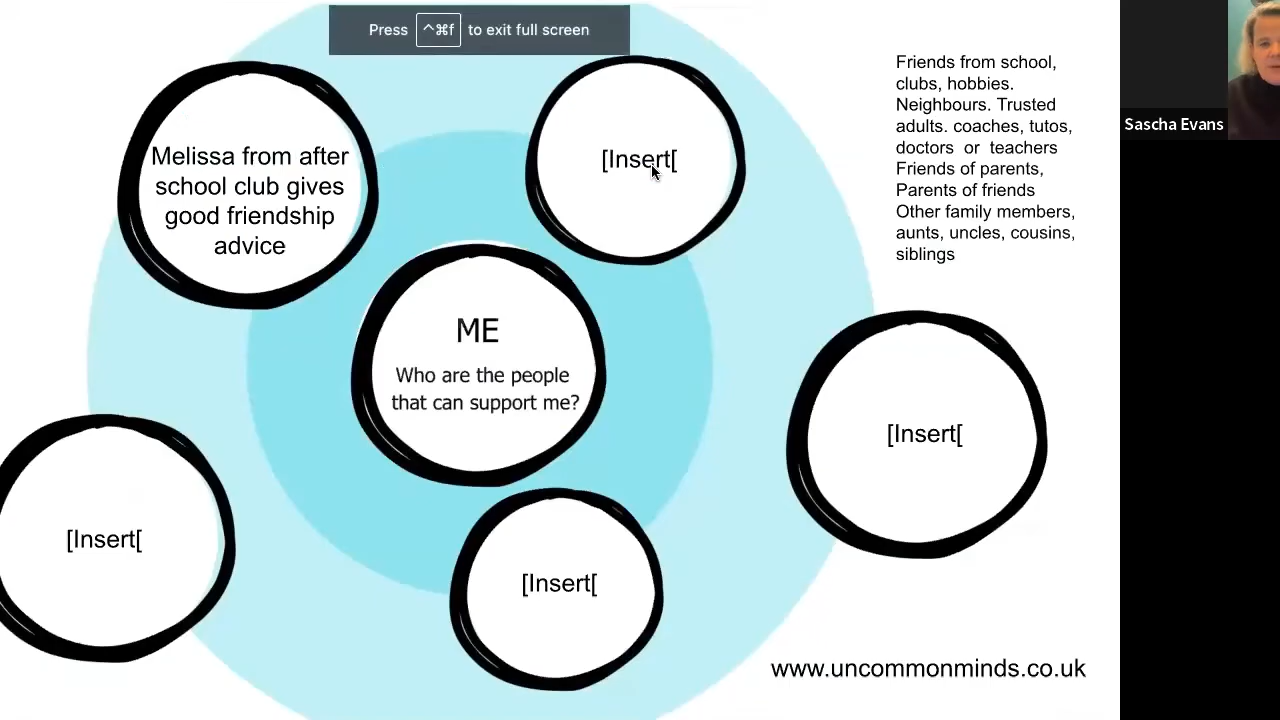 Press ^⌘f to exit full screen
Melissa from after
school club gives
good friendship
advice
[Insert[
Friends from school,
clubs, hobbies.
Neighbours. Trusted
adults. coaches, tutos,
doctors or teachers
Friends of parents,
Parents of friends
Other family members,
aunts, uncles, cousins,
siblings
Sascha Evans
ME
Who are the people
that can support me?
[Insert[
[Insert[
[Insert[
www.uncommonminds.co.uk